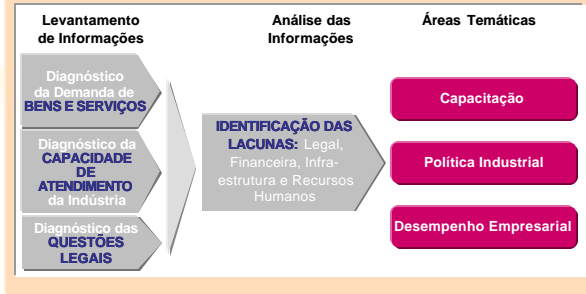 Levantamento
de Informações
Análise das
Informações
Áreas Temáticas
Diagnóstico
da Demanda de
BENS E SERVIÇOS
Diagnóstico da
CAPACIDADE
DE
ATENDIMENTO
da Indústria
Diagnóstico das
QUESTÕES
LEGAIS
IDENTIFICAÇÃO DAS
LACUNAS: Legal,
Financeira, Infra-
estrutura e Recursos
Humanos
Capacitação
Política Industrial
Desempenho Empresarial